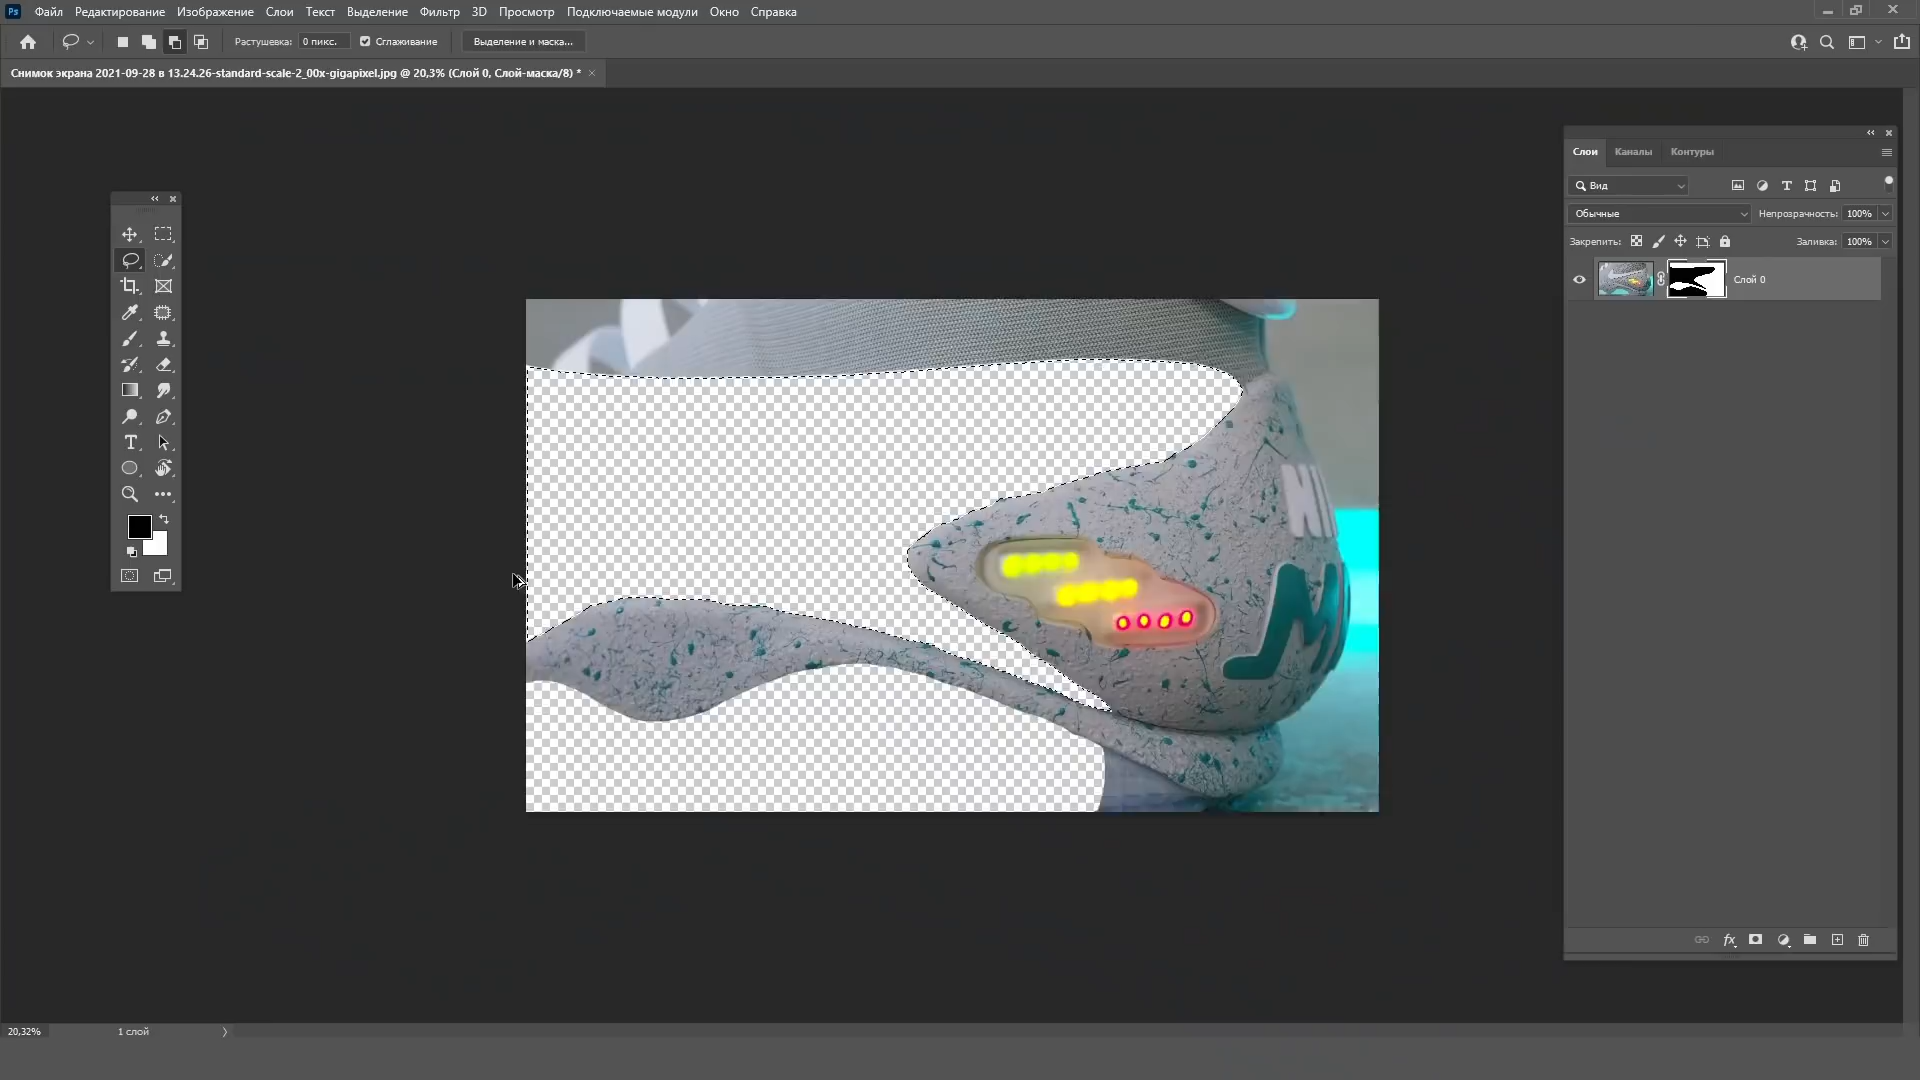 Ps Файл Редактирование Изображение Слои Текст Выделение Фильтр 3D Просмотр Подключаемые модули Окно Справка
Растушевка: 0 пикс. Сглаживание Выделение и маска...
Снимок экрана 2021-09-28 в 13.24.26-standard-scale-2_00x-gigapixel.jpg @ 20,3% (Слой 0, Слой-маска/8) *
Слои Каналы Контуры
Вид
Обычные Непрозрачность: 100%
Закрепить: Заливка: 100%
Слой 0
NI
20,32% 1 слой